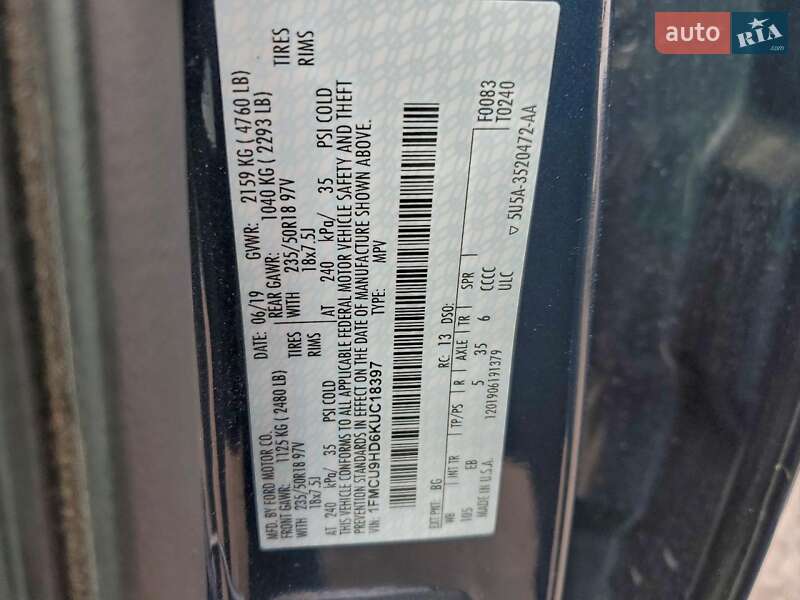 auto RIA
.com
MFD. BY FORD MOTOR CO.
DATE: 06/19
GVWR: 2159 KG ( 4760 LB)
FRONT GAWR: 1125 KG ( 2480 LB)
REAR GAWR: 1040 KG ( 2293 LB)
WITH 235/50R18 97V TIRES
WITH 235/50R18 97V TIRES
18x7.5J RIMS
18x7.5J RIMS
AT 240 kPa/ 35 PSI COLD
AT 240 kPa/ 35 PSI COLD
THIS VEHICLE CONFORMS TO ALL APPLICABLE FEDERAL MOTOR VEHICLE SAFETY AND THEFT
PREVENTION STANDARDS IN EFFECT ON THE DATE OF MANUFACTURE SHOWN ABOVE.
VIN: 1FMCU9HD6KUC18397
TYPE: MPV
F0083
T0240
EXT PNT: BG RC: 13 DSO:
WB INT TR TP/PS R AXLE TR SPR
105 EB 5 35 6 CCCC
MADE IN U.S.A. 1201906191379 ULC
▽ 5U5A-3520472-AA